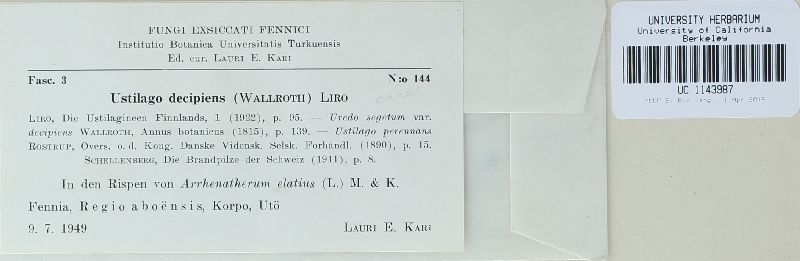 FUNGI EXSICCATI FENNICI
Institutio Botanica Universitatis Turkuensis
Ed. cur. LAURI E. KARI
Fasc. 3 N:o 144
Ustilago decipiens (WALLROTH) LIRO
LIRO, Die Ustilagineen Finnlands, I (1922), p. 95. — Uredo segetum var.
decipiens WALLROTH, Annus botanicus (1815), p. 139. — Ustilago perennans
ROSTRUP, Overs. o. d. Kong. Danske Vidensk. Selsk. Forhandl. (1890), p. 15.
SCHELLENBERG, Die Brandpilze der Schweiz (1911), p. 8.
In den Rispen von Arrhenatherum elatius (L.) M. & K.
Fennia, Regio aboënsis, Korpo, Utö
9. 7. 1949 LAURI E. KARI
UNIVERSITY HERBARIUM
University of California
Berkeley
UC 1143987